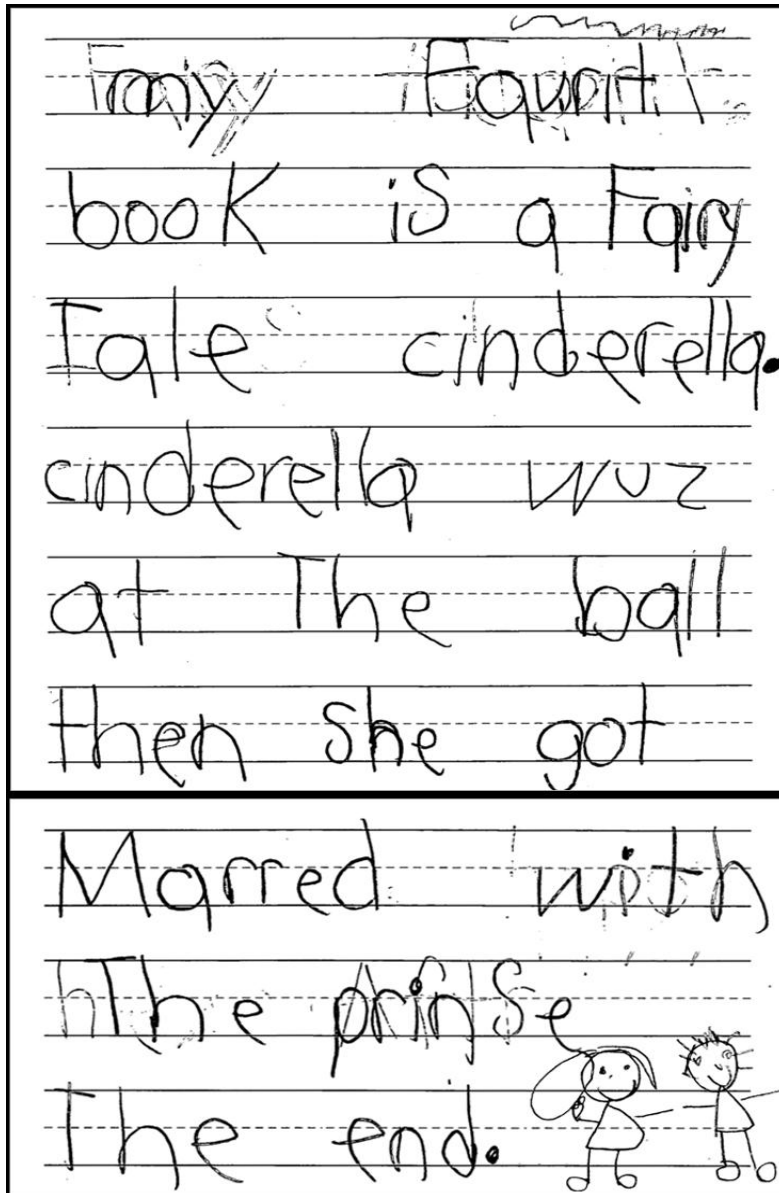 my Faqurit
book is a Fairy
Tale cinderella.
cinderella wuz
at The ball
then She got
Marred with
The prinSe
The end.